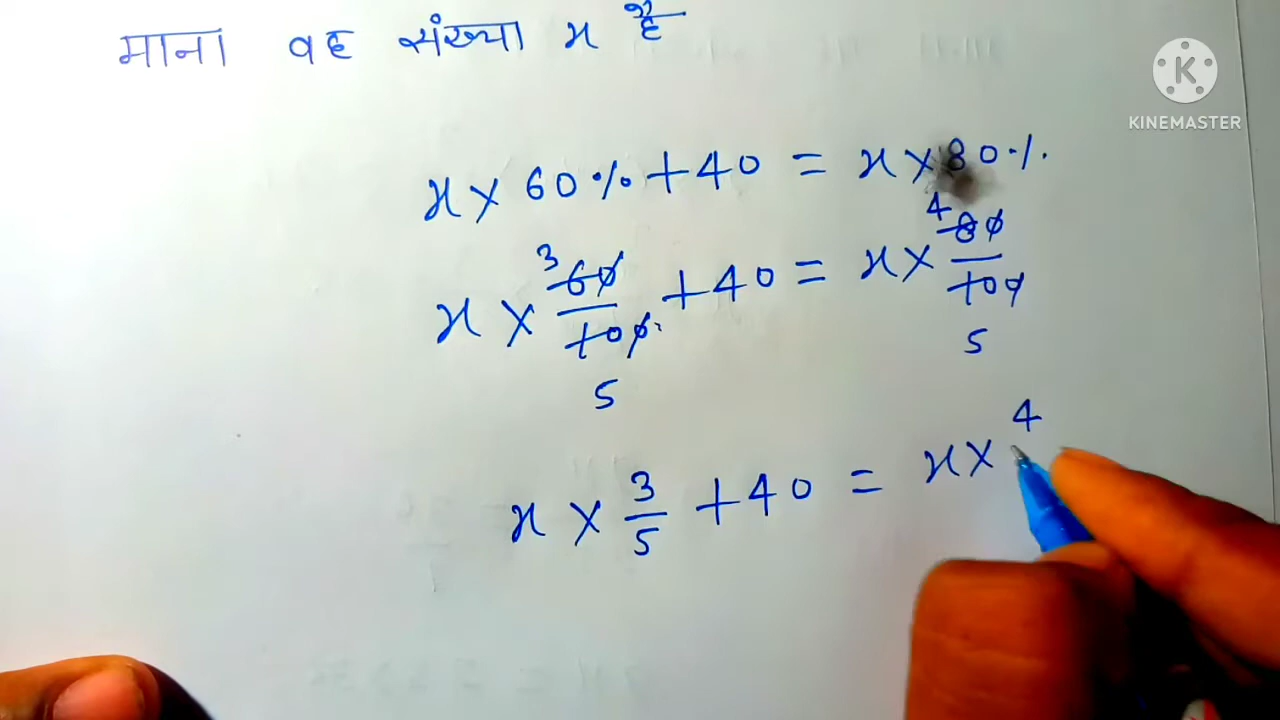 माना वह संख्या x है
K
KINEMASTER
x × 60% + 40 = x × 80%
x × 3 60/100 + 40 = x × 4 80/100
5 5
x × 3/5 + 40 = x × 4